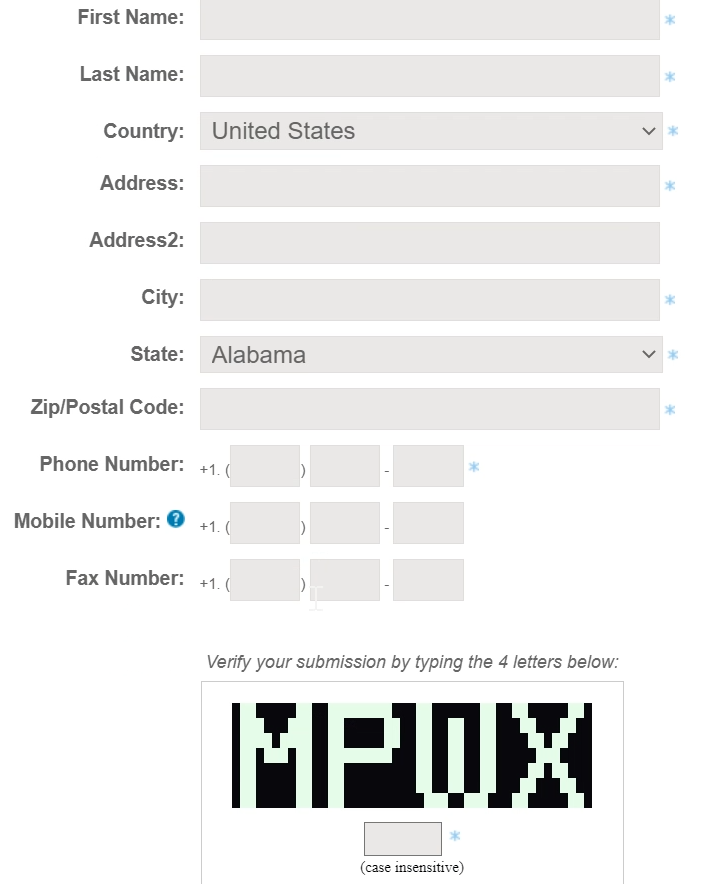 First Name: *
Last Name: *
Country: United States *
Address: *
Address2:
City: *
State: Alabama *
Zip/Postal Code: *
Phone Number: +1. ( ) - *
Mobile Number: ? +1. ( ) -
Fax Number: +1. ( ) -
Verify your submission by typing the 4 letters below:
MPWX
*
(case insensitive)